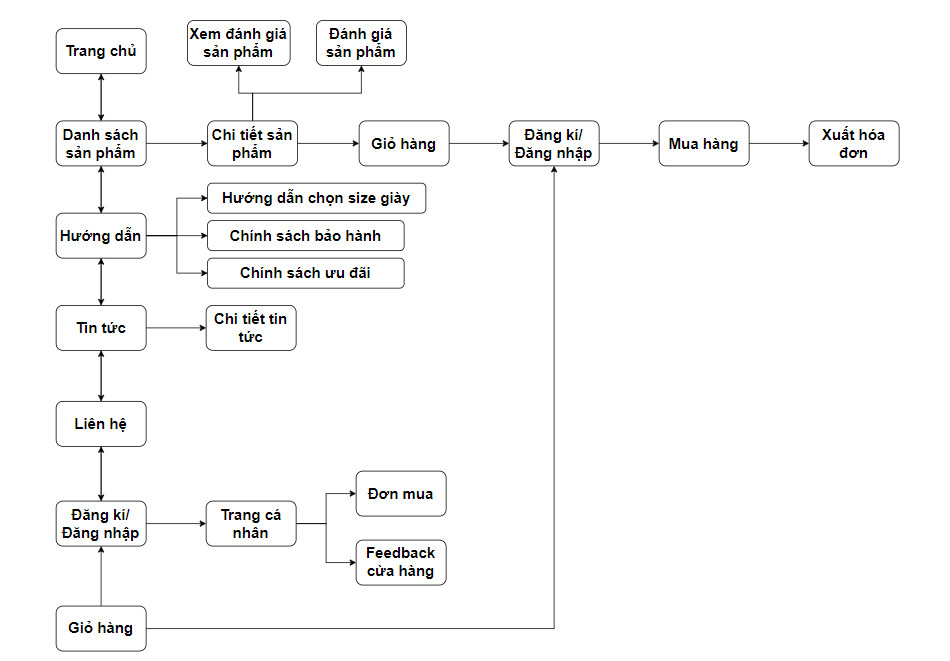 Xem đánh giá
sản phẩm
Đánh giá
sản phẩm
Trang chủ
Danh sách
sản phẩm
Chi tiết sản
phẩm
Giỏ hàng
Đăng kí/
Đăng nhập
Mua hàng
Xuất hóa
đơn
Hướng dẫn
Hướng dẫn chọn size giày
Chính sách bảo hành
Chính sách ưu đãi
Tin tức
Chi tiết tin
tức
Liên hệ
Đăng kí/
Đăng nhập
Trang cá
nhân
Đơn mua
Feedback
cửa hàng
Giỏ hàng